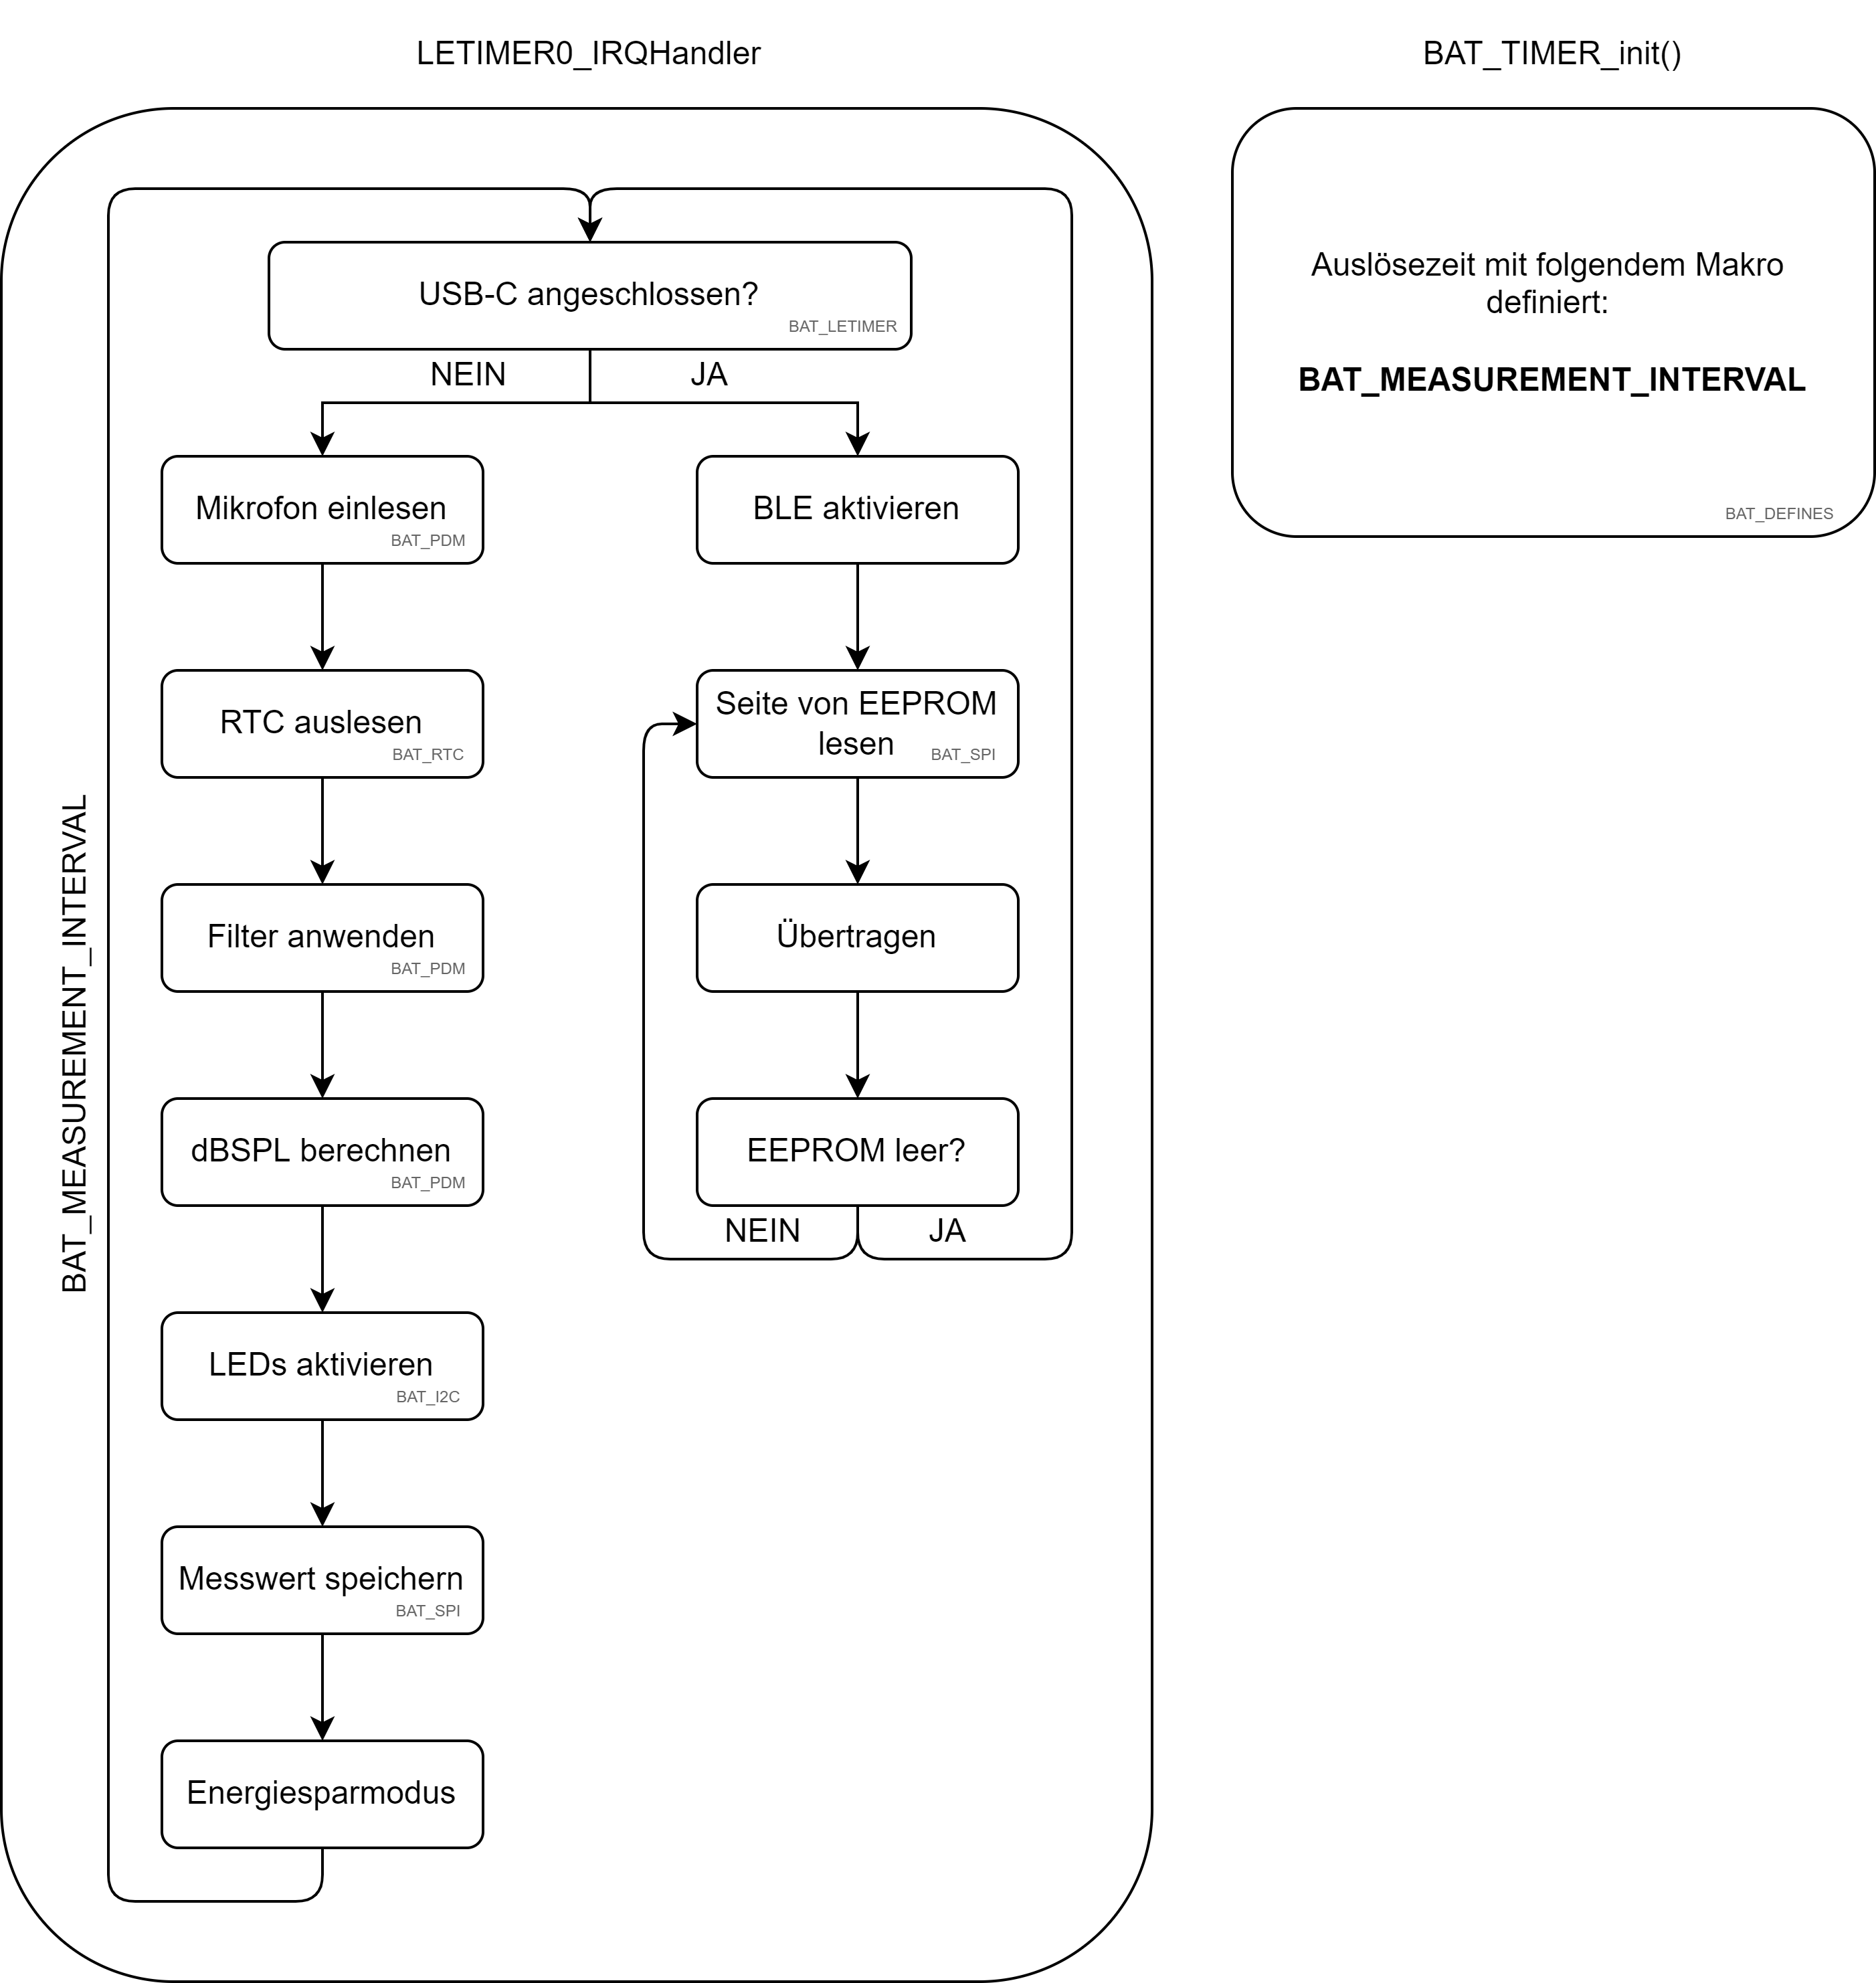 LETIMER0_IRQHandler
BAT_TIMER_init()
USB-C angeschlossen?
BAT_LETIMER
NEIN
JA
Mikrofon einlesen
BAT_PDM
RTC auslesen
BAT_RTC
Filter anwenden
BAT_PDM
dBSPL berechnen
BAT_PDM
LEDs aktivieren
BAT_I2C
Messwert speichern
BAT_SPI
Energiesparmodus
BAT_MEASUREMENT_INTERVAL
BLE aktivieren
Seite von EEPROM
lesen
BAT_SPI
Übertragen
EEPROM leer?
NEIN
JA
Auslösezeit mit folgendem Makro
definiert:
BAT_MEASUREMENT_INTERVAL
BAT_DEFINES